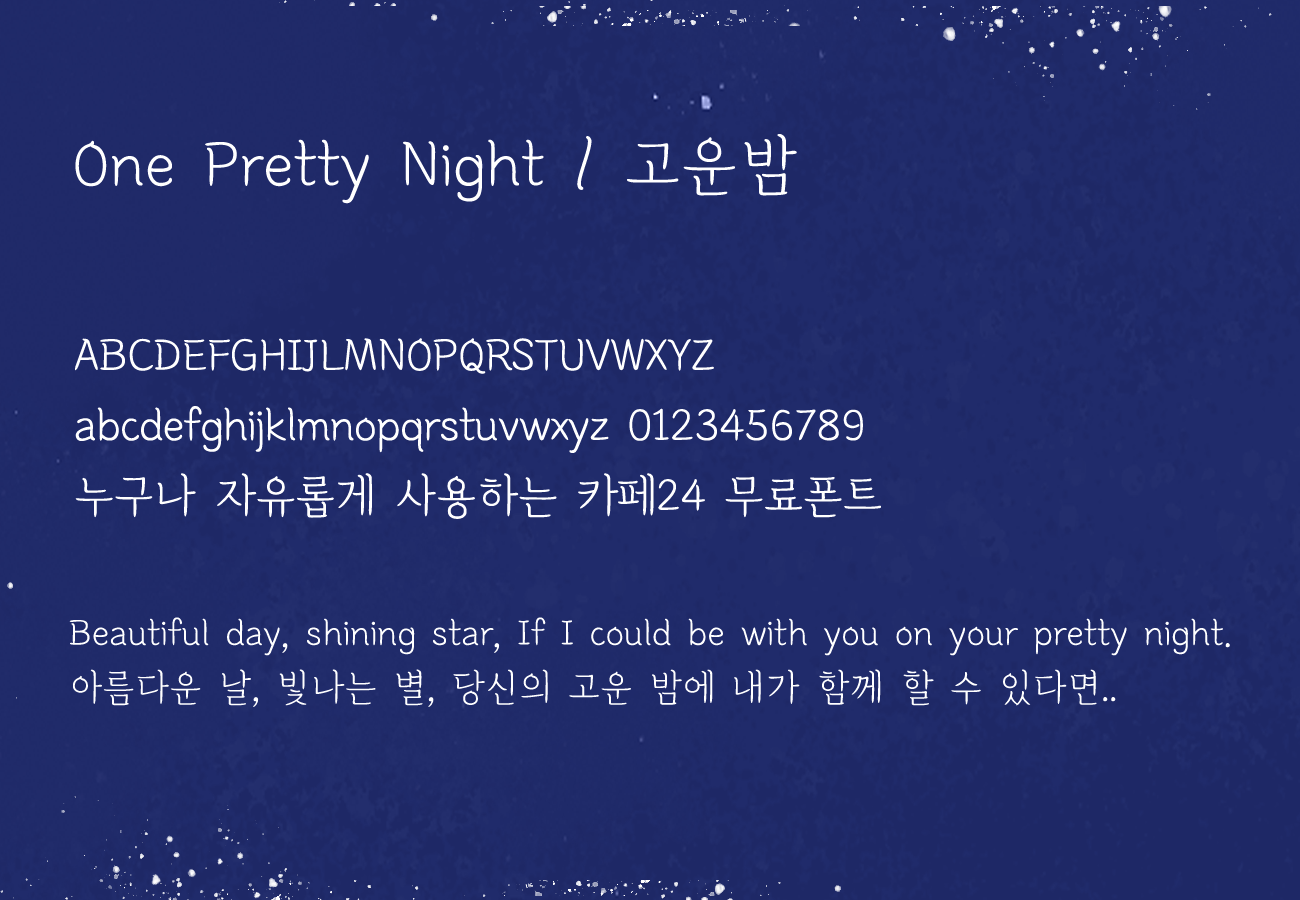 One Pretty Night / 고운밤
ABCDEFGHIJLMNOPQRSTUVWXYZ
abcdefghijklmnopqrstuvwxyz 0123456789
누구나 자유롭게 사용하는 카페24 무료폰트
Beautiful day, shining star, If I could be with you on your pretty night.
아름다운 날, 빛나는 별, 당신의 고운 밤에 내가 함께 할 수 있다면..